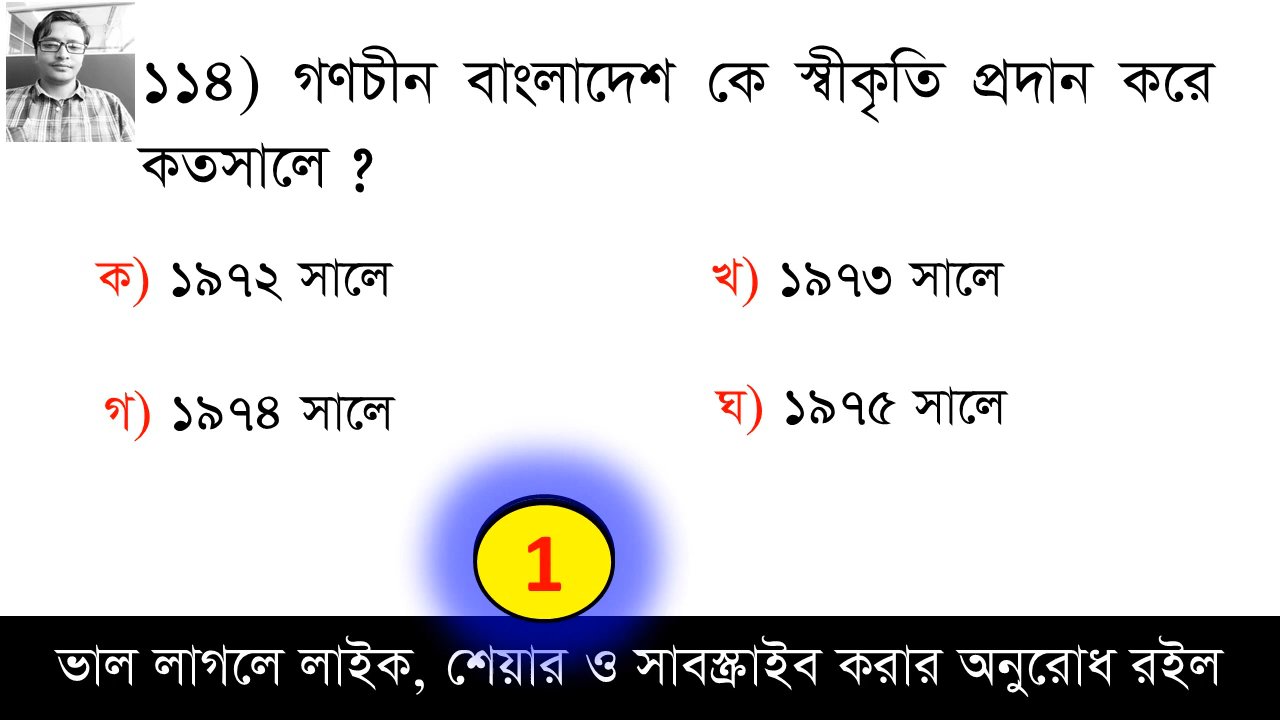 ১১৪) গণচীন বাংলাদেশ কে স্বীকৃতি প্রদান করে
কতসালে ?
ক) ১৯৭২ সালে
খ) ১৯৭৩ সালে
গ) ১৯৭৪ সালে
ঘ) ১৯৭৫ সালে
1
ভাল লাগলে লাইক, শেয়ার ও সাবস্ক্রাইব করার অনুরোধ রইল